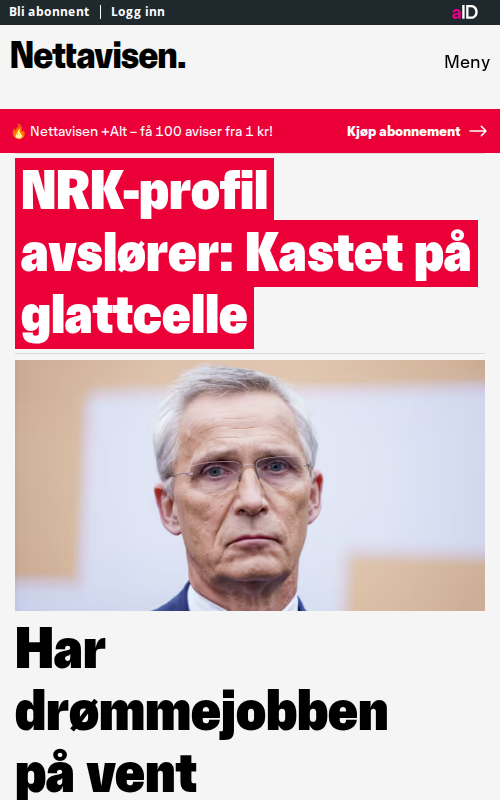 Bli abonnent | Logg inn
aID
Nettavisen.
Meny
🔥 Nettavisen +Alt – få 100 aviser fra 1 kr!
Kjøp abonnement →
NRK-profil
avslører: Kastet på
glattcelle
Har
drømmejobben
på vent